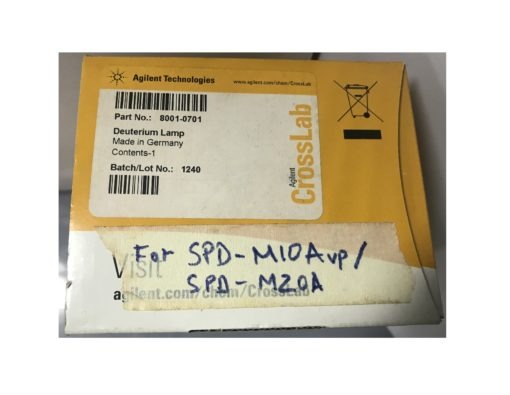 Agilent Technologies
www.agilent.com/chem/CrossLab
Part No.: 8001-0701
Deuterium Lamp
Made in Germany
Contents-1
Batch/Lot No.: 1240
Agilent
CrossLab
For SPD-M10Avp/
SPD-M20A
Visit
agilent.com/chem/CrossLab